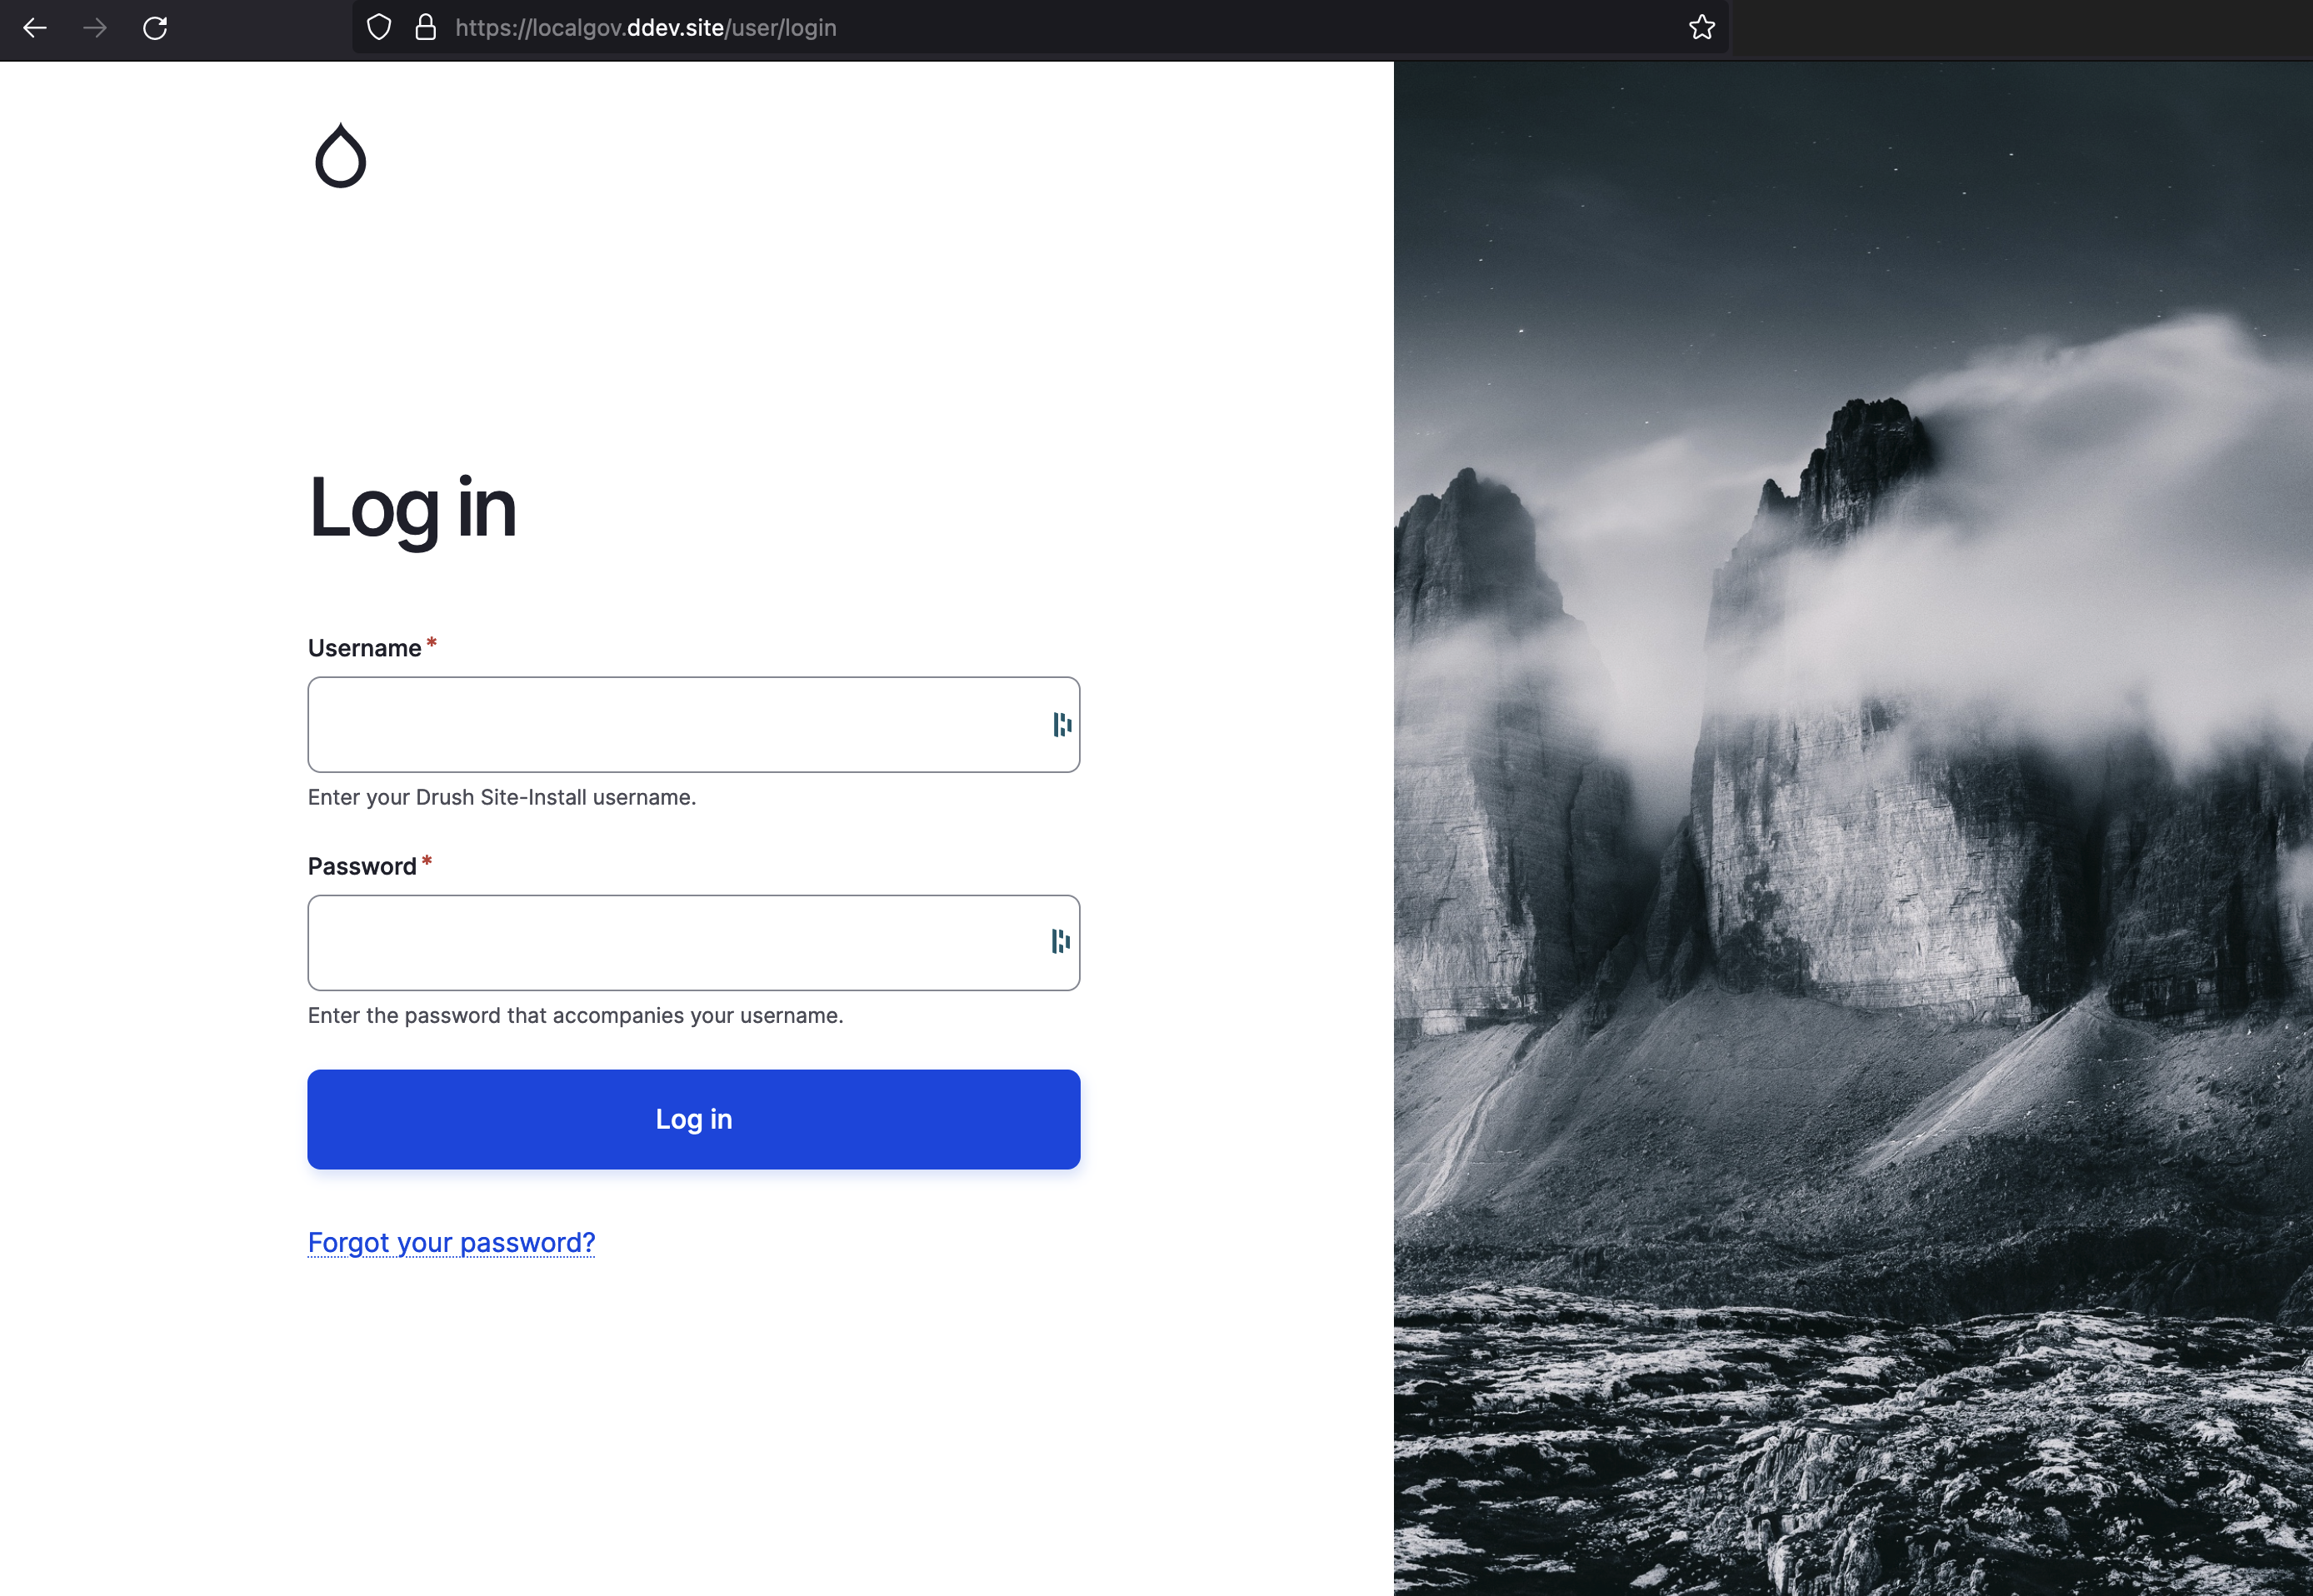 https://localgov.ddev.site/user/login
Log in
Username*
Enter your Drush Site-Install username.
Password*
Enter the password that accompanies your username.
Log in
Forgot your password?